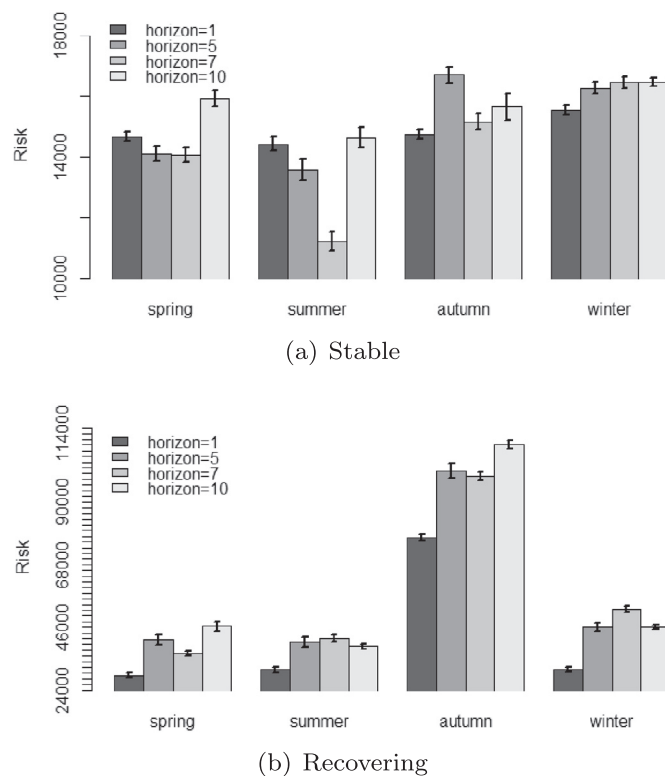 18000
14000
10000
Risk
horizon=1
horizon=5
horizon=7
horizon=10
spring summer autumn winter
(a) Stable
114000
90000
68000
46000
24000
Risk
horizon=1
horizon=5
horizon=7
horizon=10
spring summer autumn winter
(b) Recovering